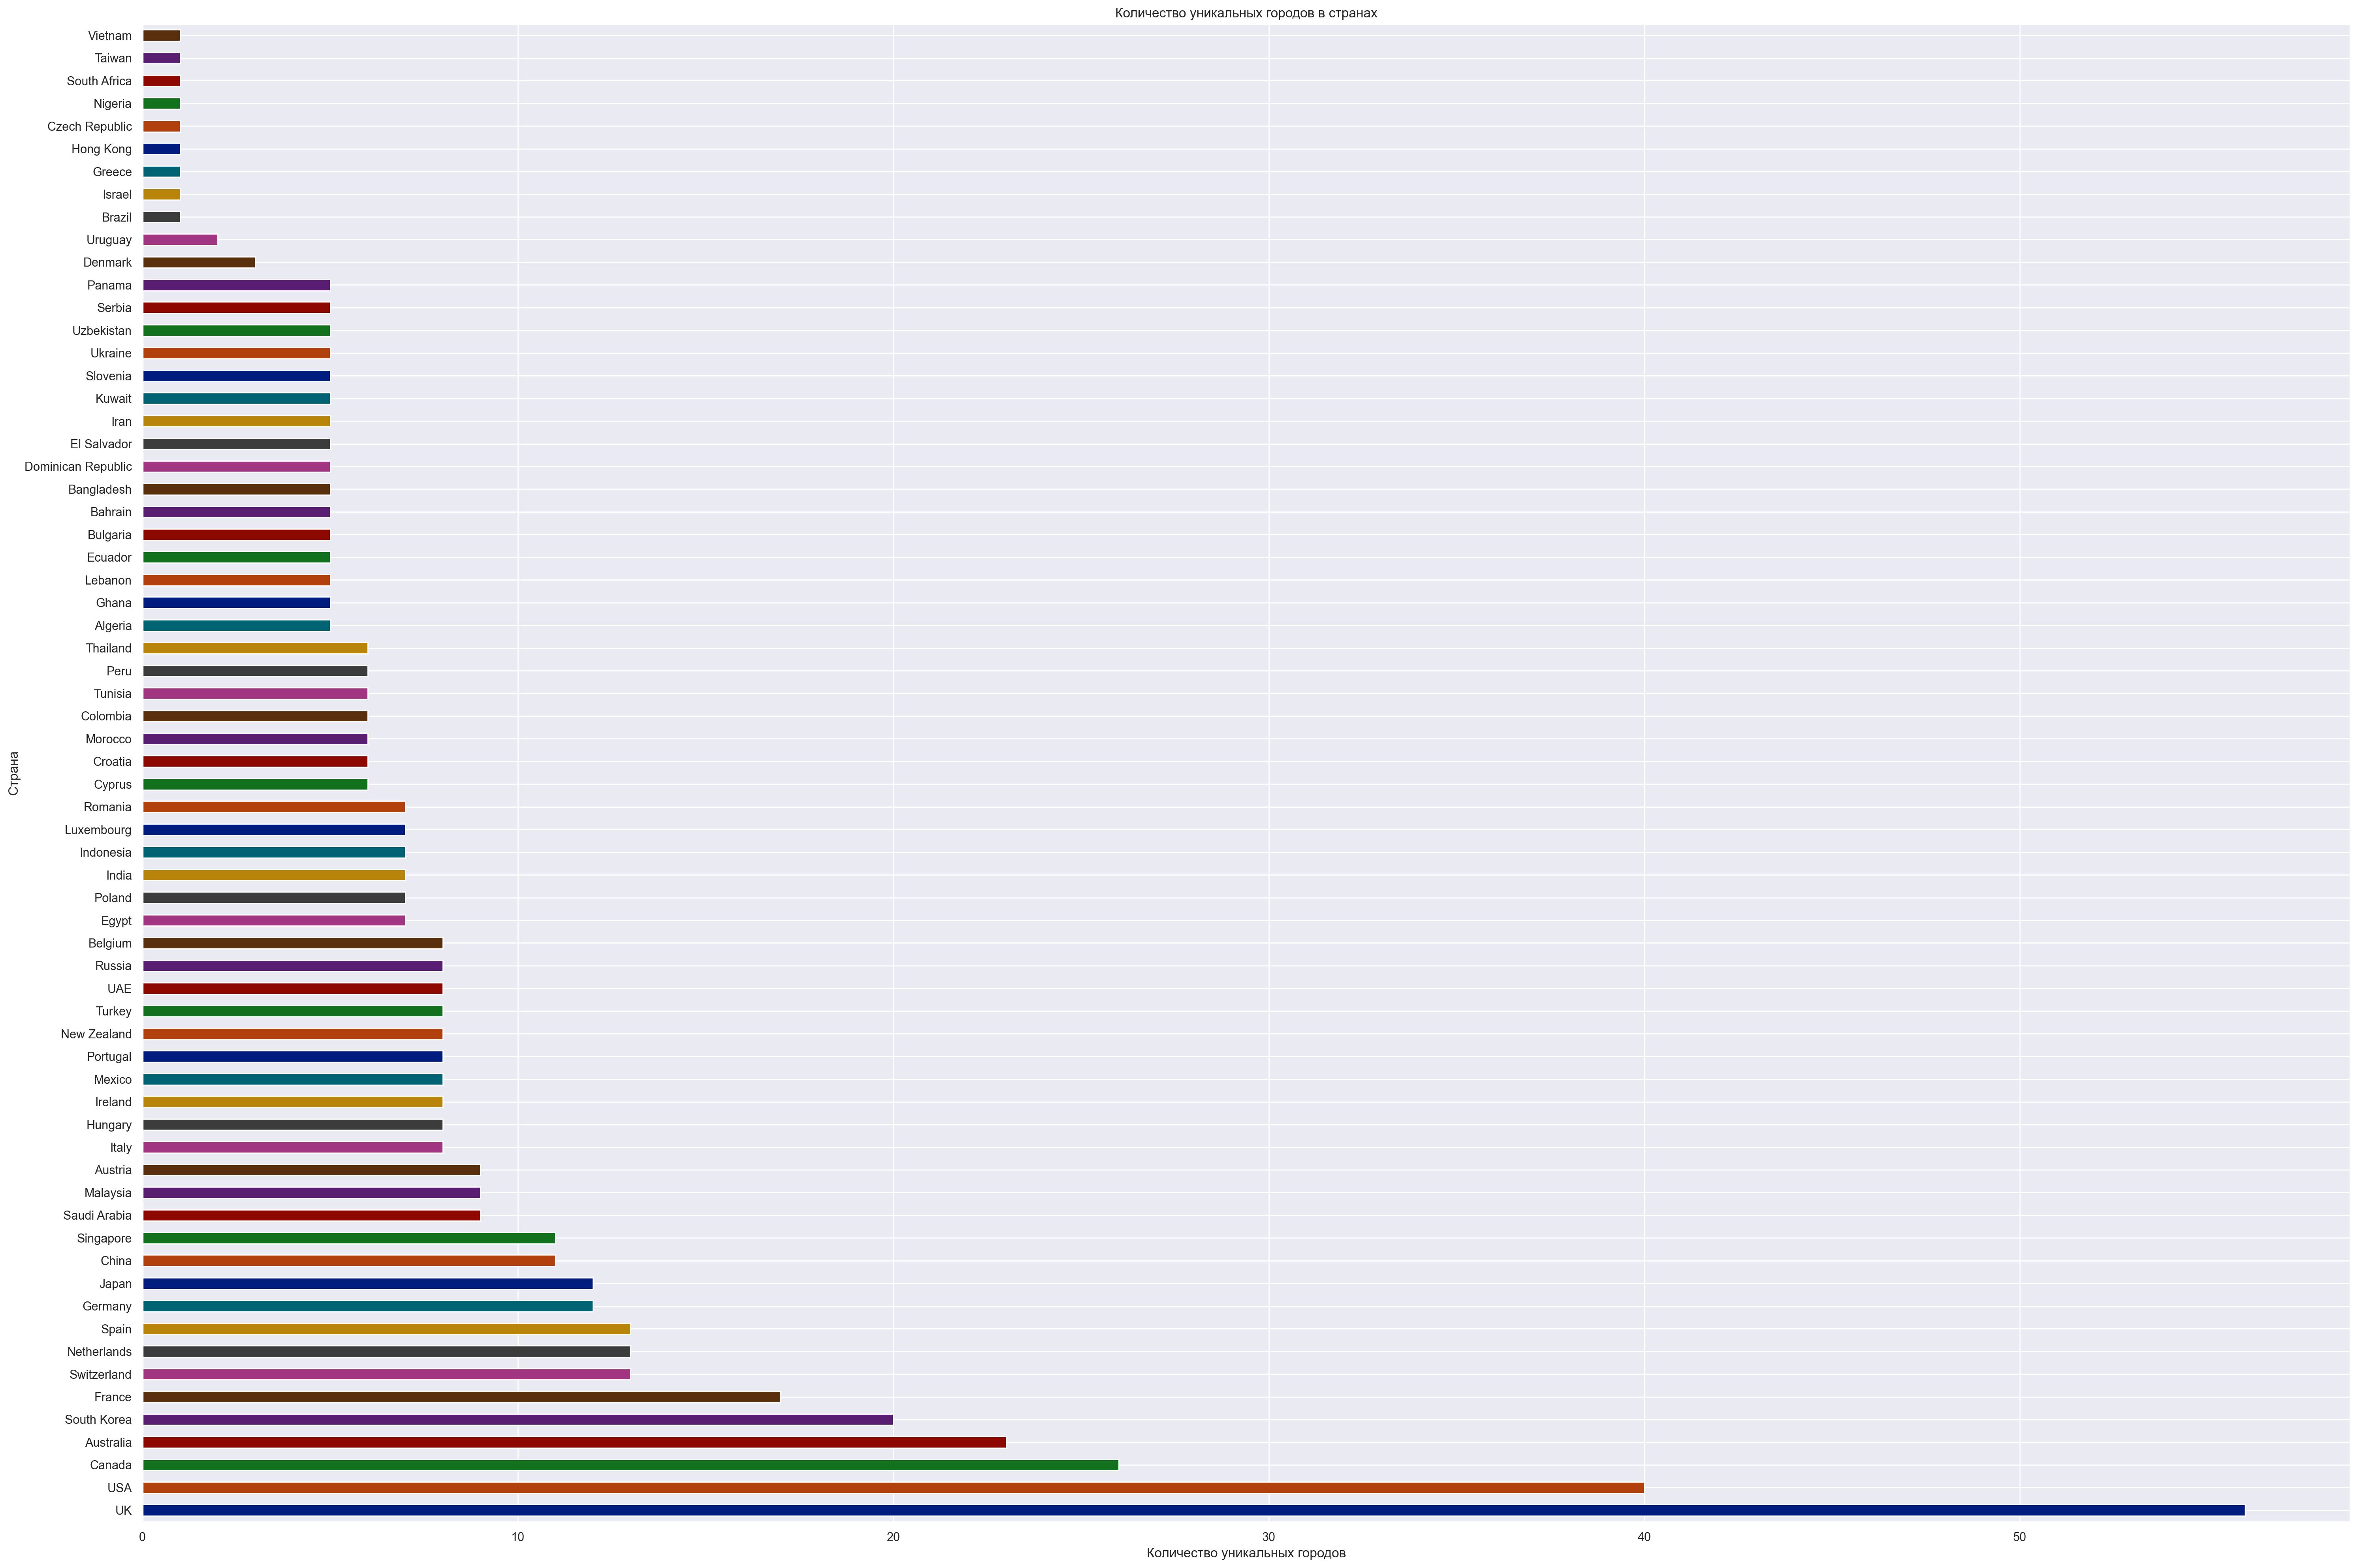 Количество уникальных городов в странах
Vietnam
Taiwan
South Africa
Nigeria
Czech Republic
Hong Kong
Greece
Israel
Brazil
Uruguay
Denmark
Panama
Serbia
Uzbekistan
Ukraine
Slovenia
Kuwait
Iran
El Salvador
Dominican Republic
Bangladesh
Bahrain
Bulgaria
Ecuador
Lebanon
Ghana
Algeria
Thailand
Peru
Tunisia
Colombia
Morocco
Croatia
Cyprus
Romania
Luxembourg
Indonesia
India
Poland
Egypt
Belgium
Russia
UAE
Turkey
New Zealand
Portugal
Mexico
Ireland
Hungary
Italy
Austria
Malaysia
Saudi Arabia
Singapore
China
Japan
Germany
Spain
Netherlands
Switzerland
France
South Korea
Australia
Canada
USA
UK
Страна
0 10 20 30 40 50
Количество уникальных городов